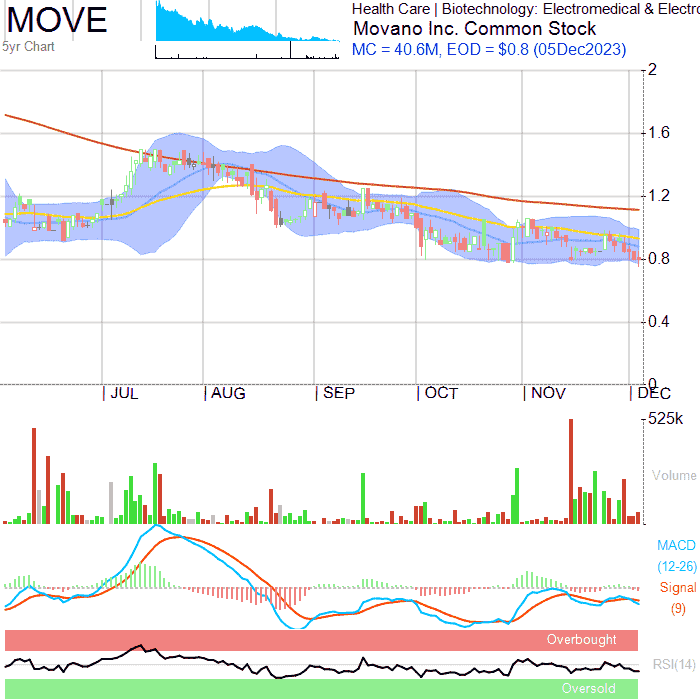 MOVE
5yr Chart
Health Care | Biotechnology: Electromedical & Electro
Movano Inc. Common Stock
MC = 40.6M, EOD = $0.8 (05Dec2023)
2
1.6
1.2
0.8
0.4
0
JUL AUG SEP OCT NOV DEC
525k
Volume
MACD
(12-26)
Signal
(9)
Overbought
RSI(14)
Oversold